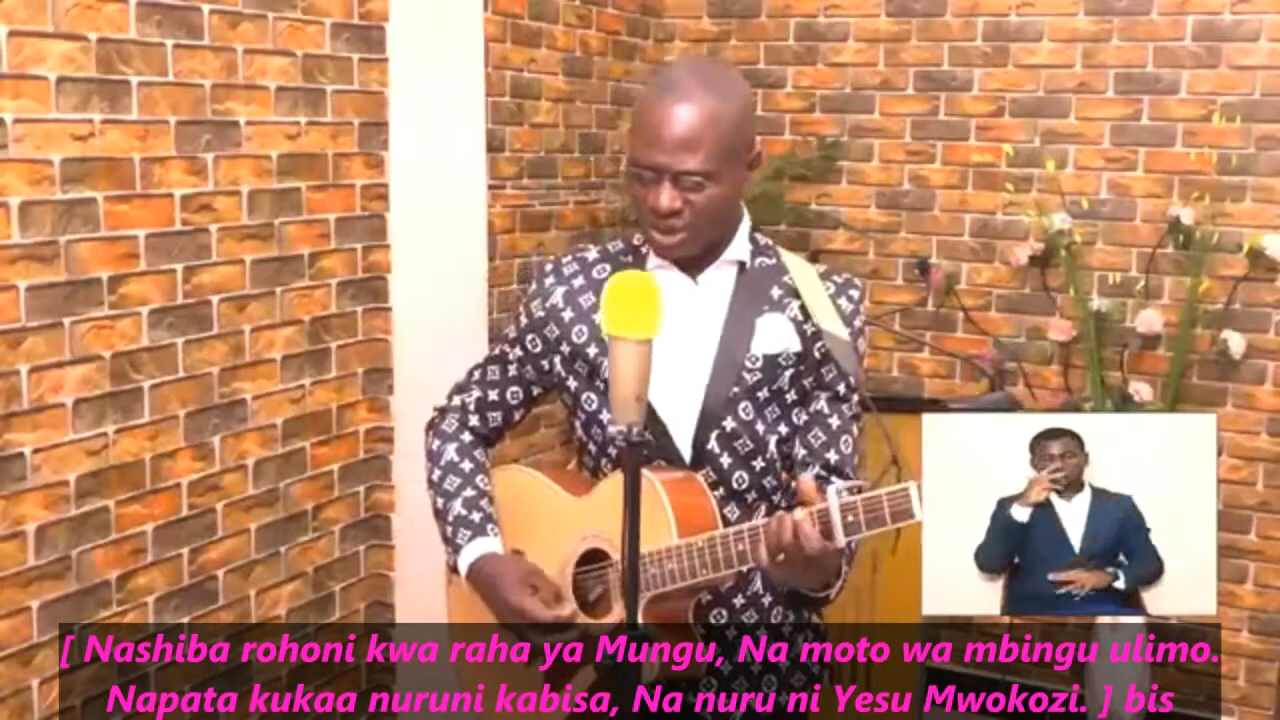 [ Nashiba rohoni kwa raha ya Mungu, Na moto wa mbingu ulimo.
Napata kukaa nuruni kabisa, Na nuru ni Yesu Mwokozi. ] bis